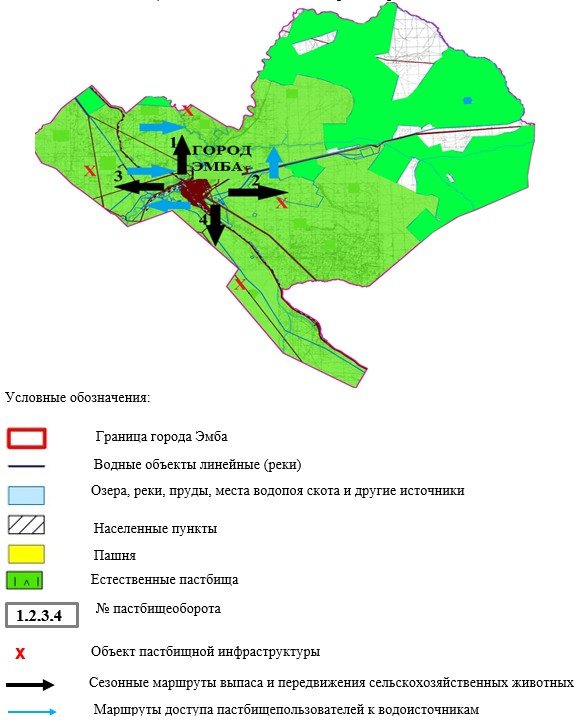 X
1
ГОРОД
ЭМБА
X
3
2
X
4
X
Условные обозначения:
Граница города Эмба
Водные объекты линейные (реки)
Озера, реки, пруды, места водопоя скота и другие источники
Населенные пункты
Пашня
Естественные пастбища
1.2.3.4 № пастбищеоборота
X Объект пастбищной инфраструктуры
Сезонные маршруты выпаса и передвижения сельскохозяйственных животных
Маршруты доступа пастбищепользователей к водоисточникам